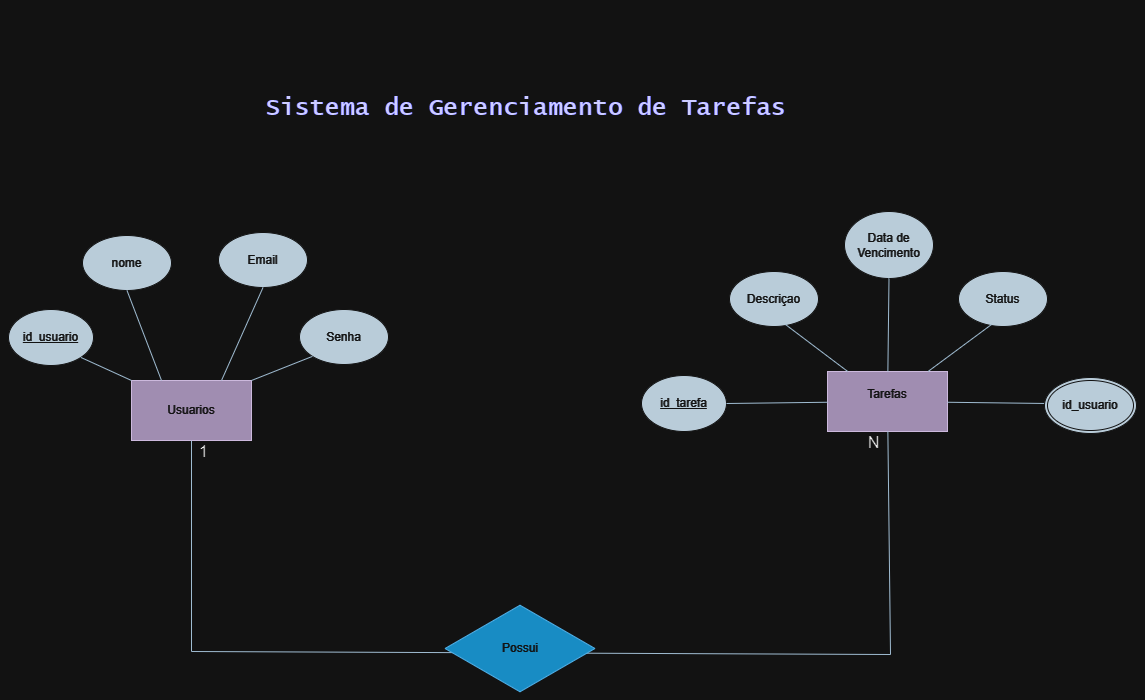 Sistema de Gerenciamento de Tarefas
nome
Email
id_usuario
Senha
Usuarios
1
Data de
Vencimento
Descriçao
Status
id_tarefa
Tarefas
id_usuario
N
Possui